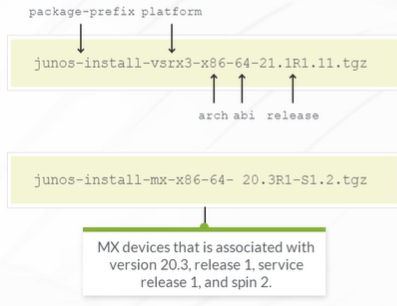 package-prefix platform
junos-install-vsrx3-x86-64-21.1R1.11.tgz
arch abi release
junos-install-mx-x86-64- 20.3R1-S1.2.tgz
MX devices that is associated with
version 20.3, release 1, service
release 1, and spin 2.